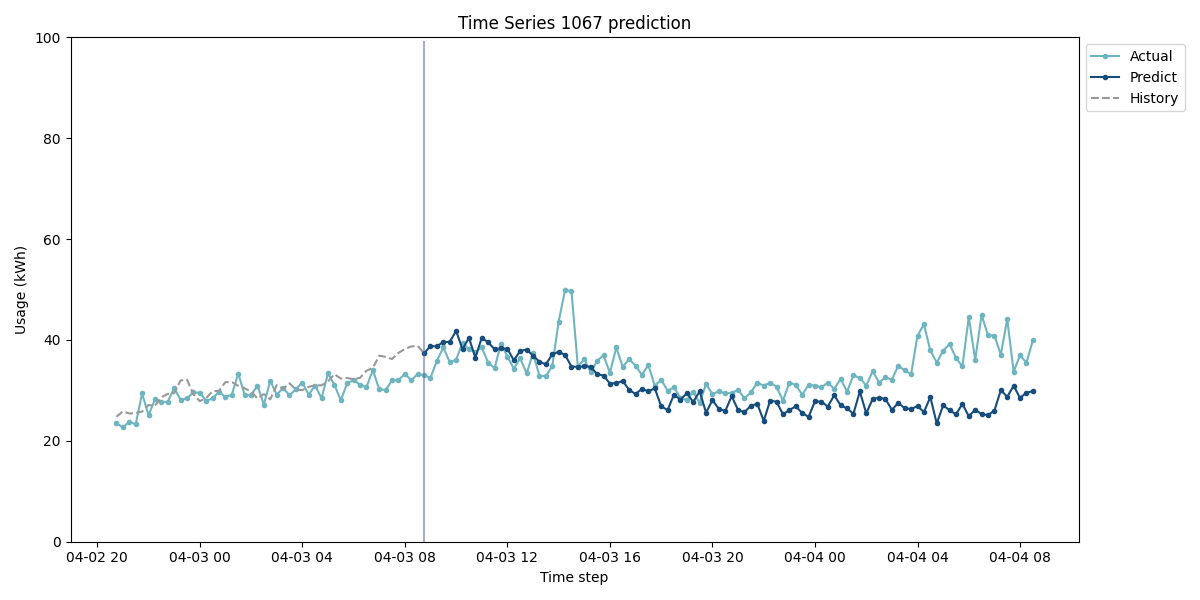 Time Series 1067 prediction
100
80
60
40
20
0
Usage (kWh)
04-02 20
04-03 00
04-03 04
04-03 08
04-03 12
04-03 16
04-03 20
04-04 00
04-04 04
04-04 08
Time step
Actual
Predict
History